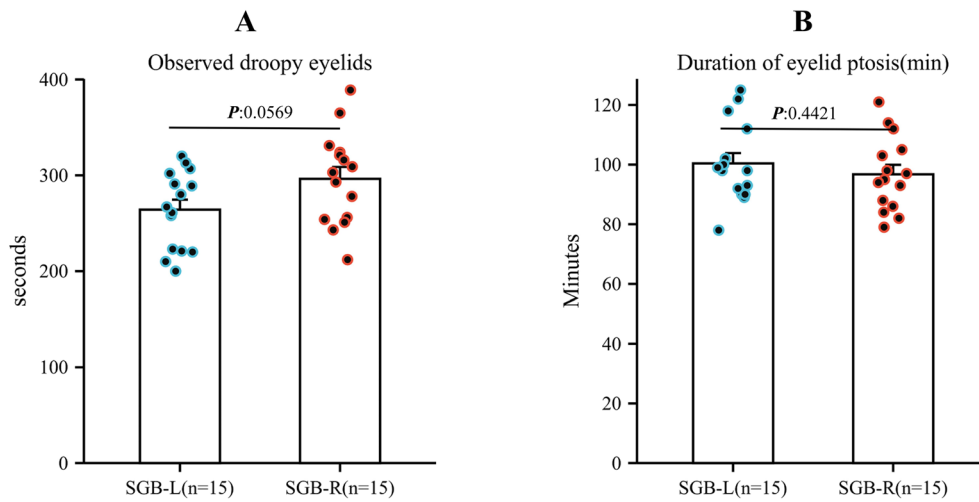 A
Observed droopy eyelids
400
300
200
100
0
seconds
P:0.0569
SGB-L(n=15)
SGB-R(n=15)
B
Duration of eyelid ptosis(min)
120
100
80
60
40
20
0
Minutes
P:0.4421
SGB-L(n=15)
SGB-R(n=15)